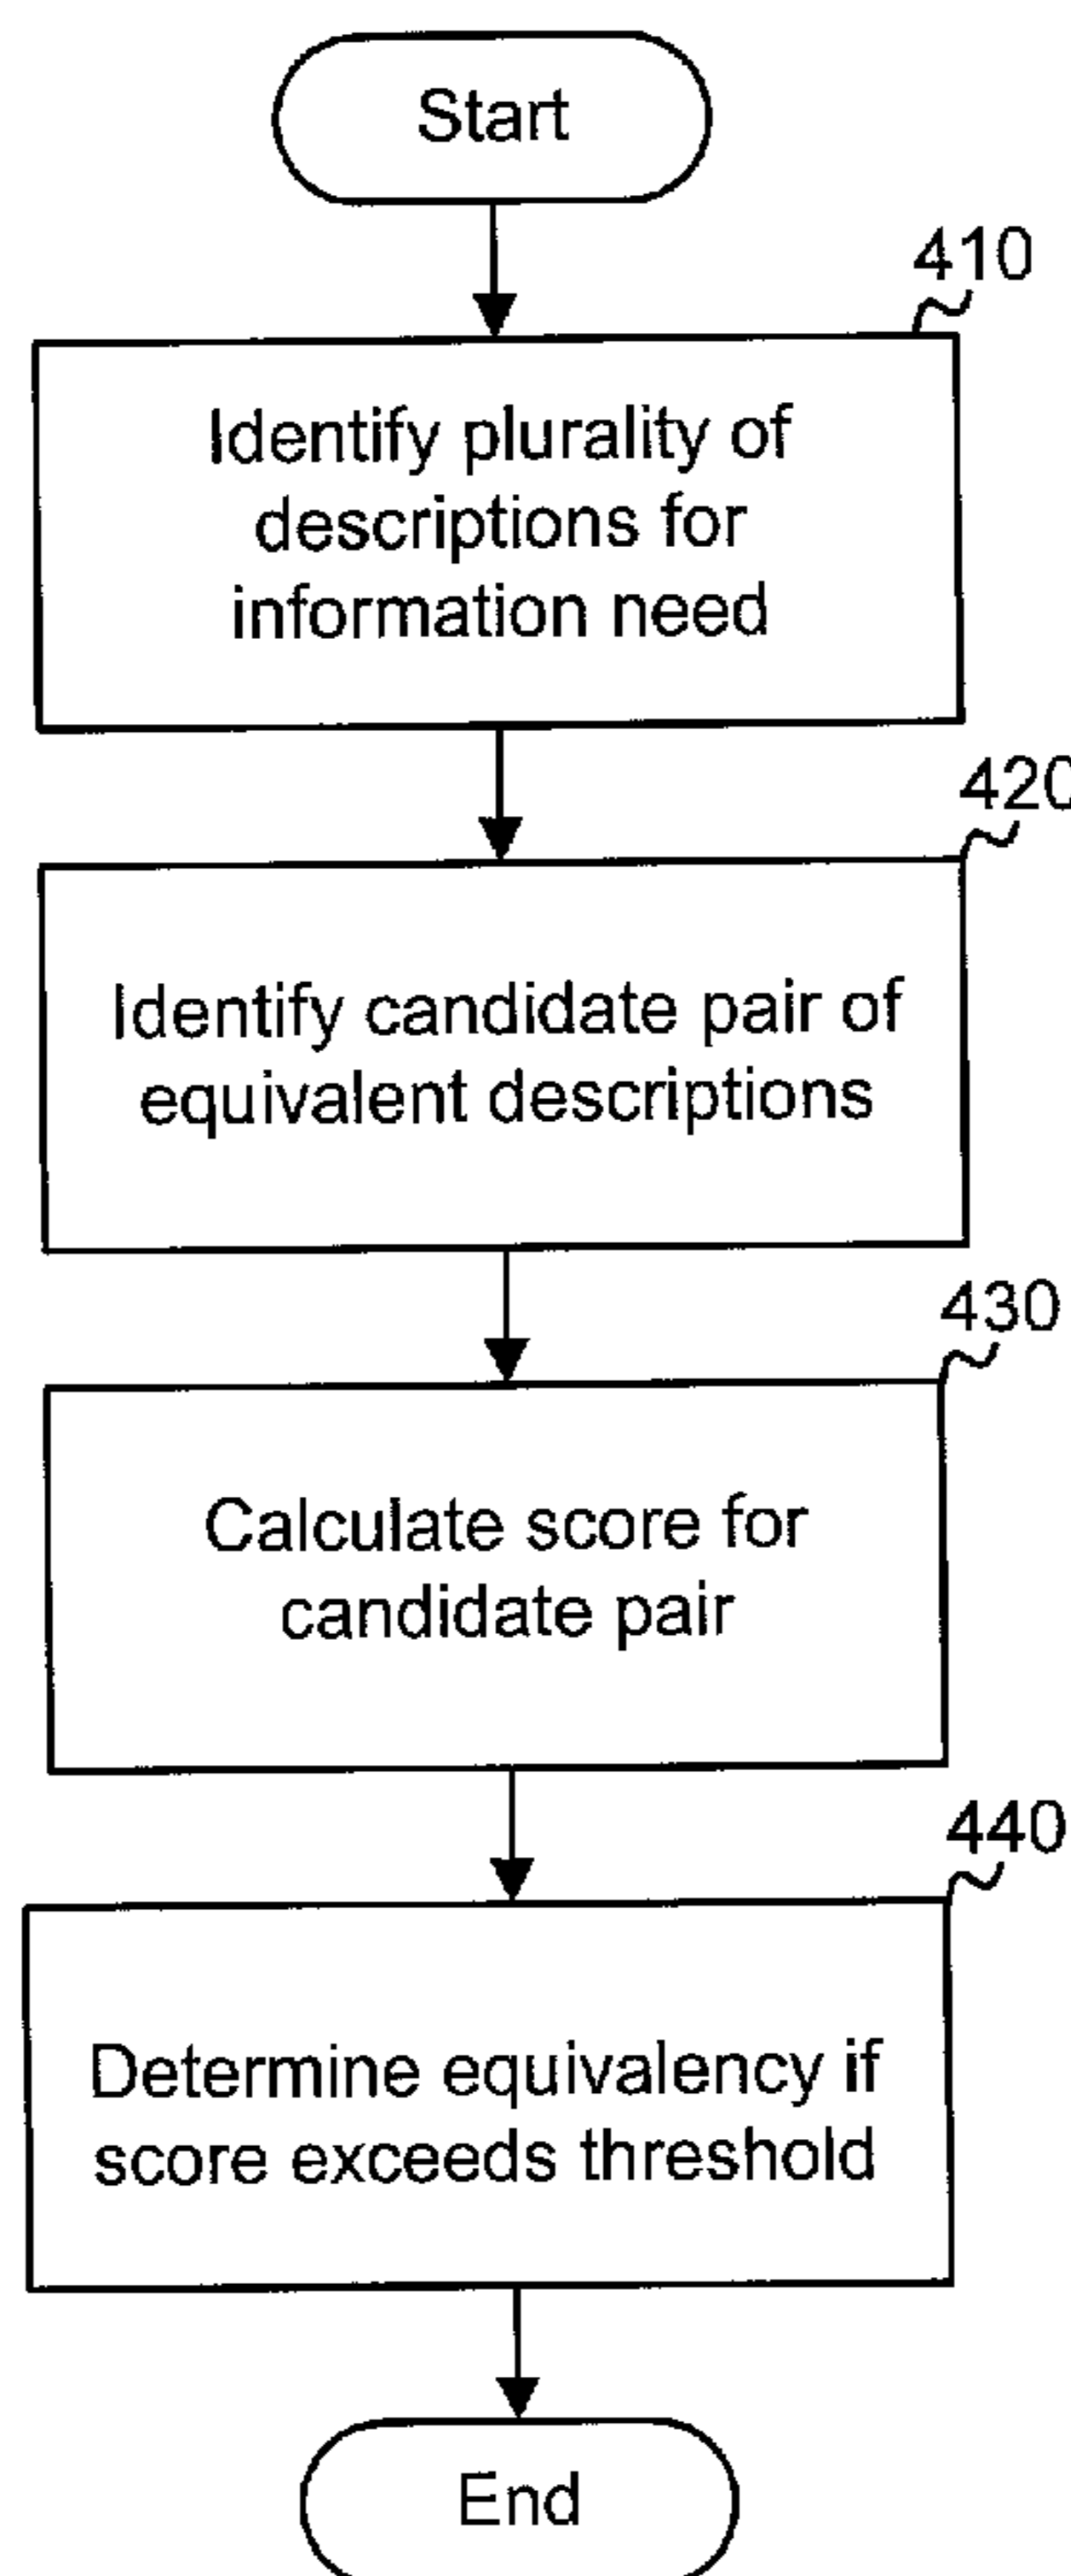 Start
410
Identify plurality of
descriptions for
information need
420
Identify candidate pair of
equivalent descriptions
430
Calculate score for
candidate pair
440
Determine equivalency if
score exceeds threshold
End